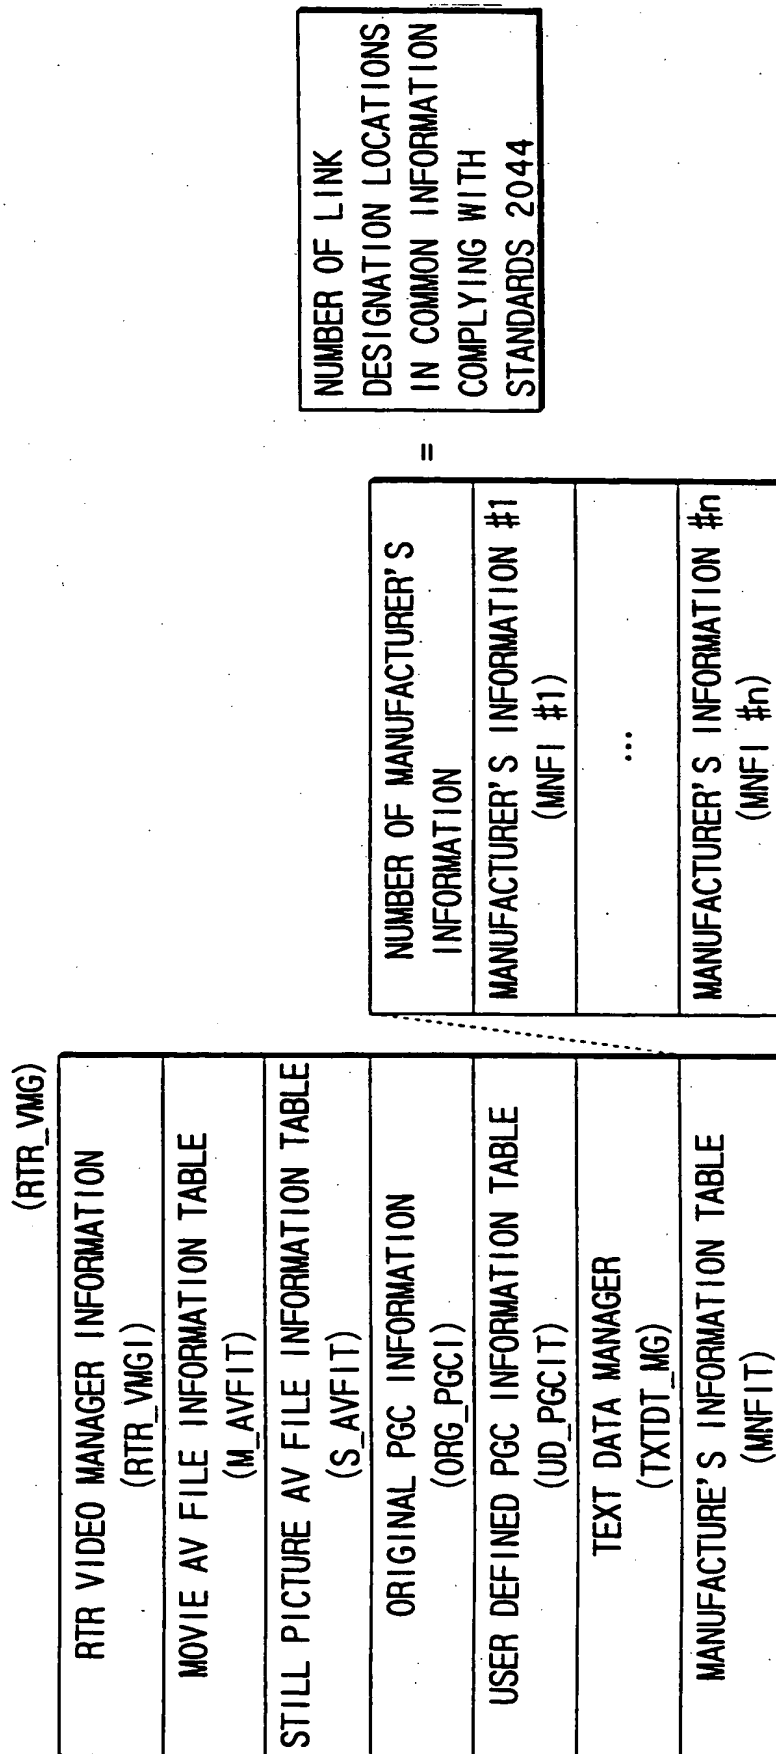 (RTR_VMG)
RTR VIDEO MANAGER INFORMATION
(RTR_VMGI)
MOVIE AV FILE INFORMATION TABLE
(M_AVFIT)
STILL PICTURE AV FILE INFORMATION TABLE
(S_AVFIT)
ORIGINAL PGC INFORMATION
(ORG_PGCI)
USER DEFINED PGC INFORMATION TABLE
(UD_PGCIT)
TEXT DATA MANAGER
(TXTDT_MG)
MANUFACTURE'S INFORMATION TABLE
(MNFIT)
NUMBER OF MANUFACTURER'S
INFORMATION
MANUFACTURER'S INFORMATION #1
(MNFI #1)
...
MANUFACTURER'S INFORMATION #n
(MNFI #n)
=
NUMBER OF LINK
DESIGNATION LOCATIONS
IN COMMON INFORMATION
COMPLYING WITH
STANDARDS 2044